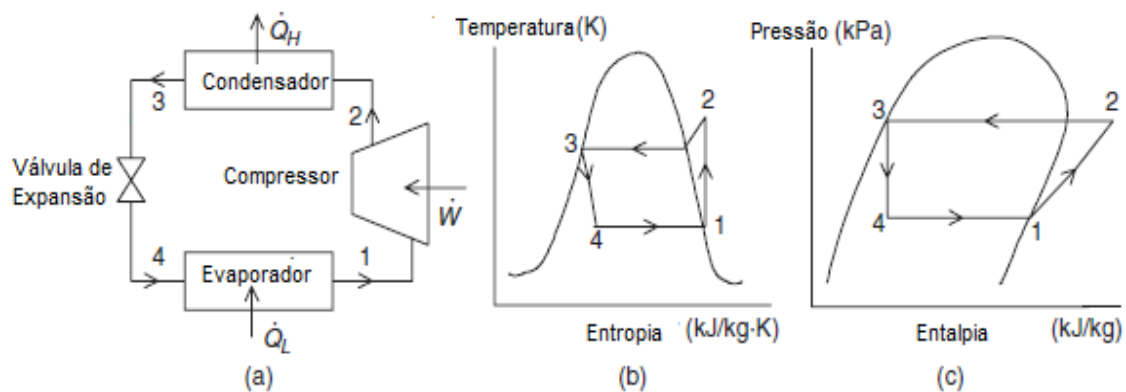 Q̇H
Condensador
3
2
Válvula de
Expansão
Compressor
Ẇ
4
1
Evaporador
Q̇L
(a)
Temperatura(K)
2
3
4
1
Entropia (kJ/kg·K)
(b)
Pressão (kPa)
3
2
4
1
Entalpia (kJ/kg)
(c)